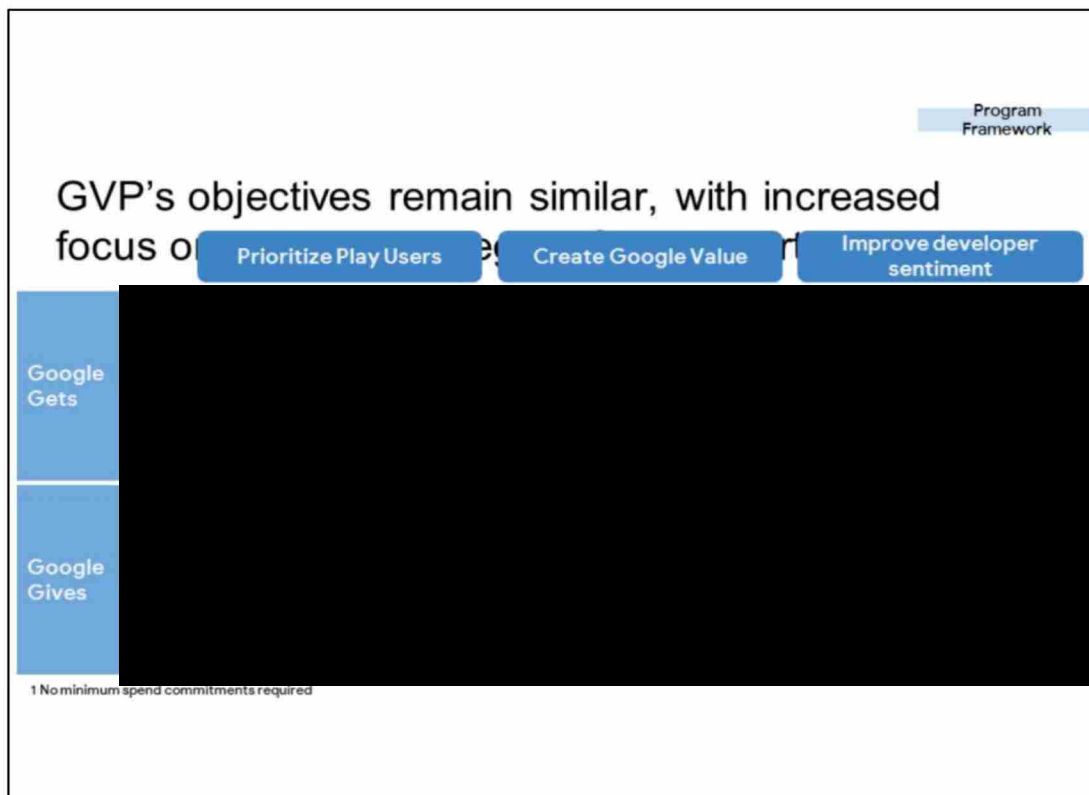 Program
Framework
GVP's objectives remain similar, with increased
focus
Prioritize Play Users
Create Google Value
Improve developer
sentiment
Google
Gets
Google
Gives
1 No minimum spend commitments required